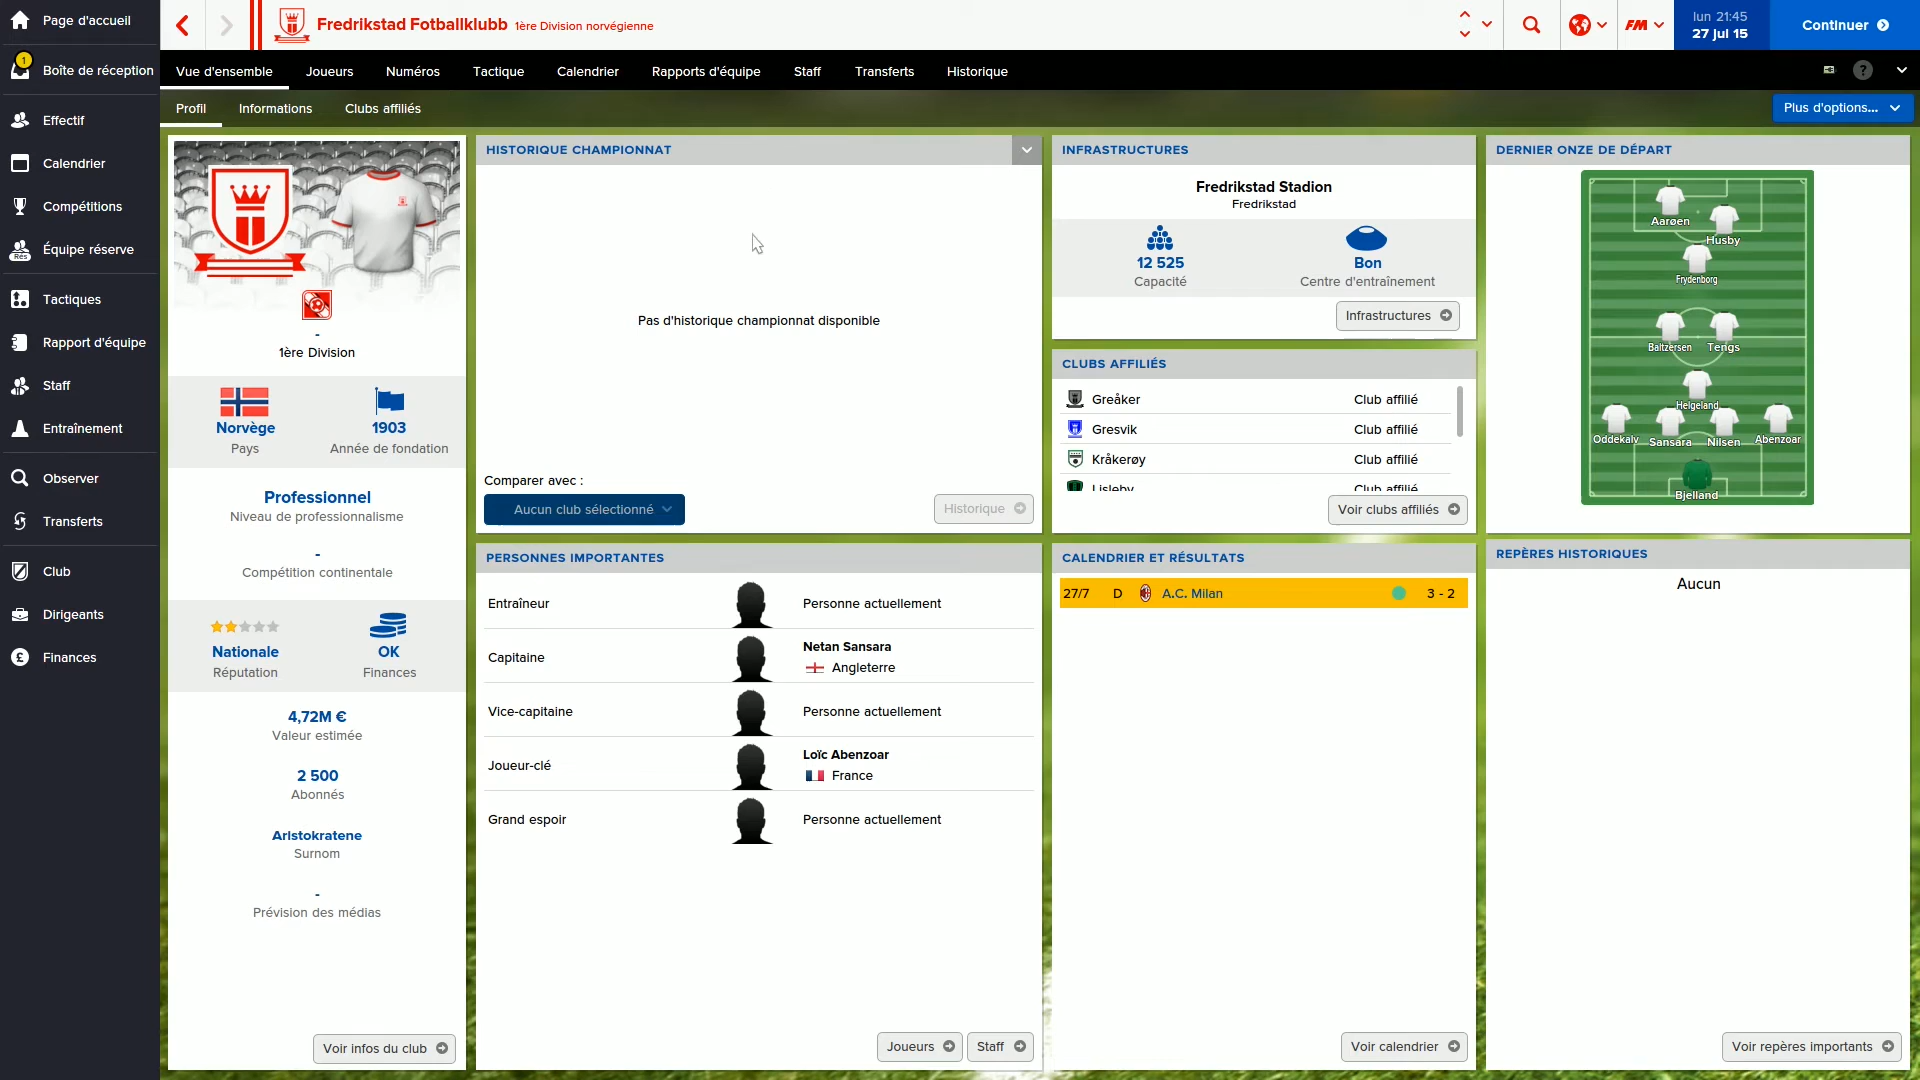 Page d'accueil
1
Boîte de réception
Effectif
Calendrier
Compétitions
Rés
Équipe réserve
Tactiques
Rapport d'équipe
Staff
Entraînement
Observer
Transferts
Club
Dirigeants
Finances
Fredrikstad Fotballklubb 1ère Division norvégienne
FM
lun 21:45
27 jul 15
Continuer
Vue d'ensemble
Joueurs
Numéros
Tactique
Calendrier
Rapports d'équipe
Staff
Transferts
Historique
?
Profil
Informations
Clubs affiliés
Plus d'options...
-
1ère Division
Norvège
Pays
1903
Année de fondation
Professionnel
Niveau de professionnalisme
-
Compétition continentale
Nationale
Réputation
OK
Finances
4,72M €
Valeur estimée
2 500
Abonnés
Aristokratene
Surnom
-
Prévision des médias
Voir infos du club
HISTORIQUE CHAMPIONNAT
Pas d'historique championnat disponible
Comparer avec :
Aucun club sélectionné
Historique
PERSONNES IMPORTANTES
Entraîneur
Personne actuellement
Capitaine
Netan Sansara
Angleterre
Vice-capitaine
Personne actuellement
Joueur-clé
Loïc Abenzoar
France
Grand espoir
Personne actuellement
Joueurs
Staff
INFRASTRUCTURES
Fredrikstad Stadion
Fredrikstad
12 525
Capacité
Bon
Centre d'entraînement
Infrastructures
CLUBS AFFILIÉS
Greåker Club affilié
Gresvik Club affilié
Kråkerøy Club affilié
Lisleby Club affilié
Voir clubs affiliés
CALENDRIER ET RÉSULTATS
27/7 D A.C. Milan 3 - 2
Voir calendrier
DERNIER ONZE DE DÉPART
Aarøen
Husby
Frydenborg
Baltzersen
Tengs
Helgeland
Oddekalv
Sansara
Nilsen
Abenzoar
Bjelland
REPÈRES HISTORIQUES
Aucun
Voir repères importants